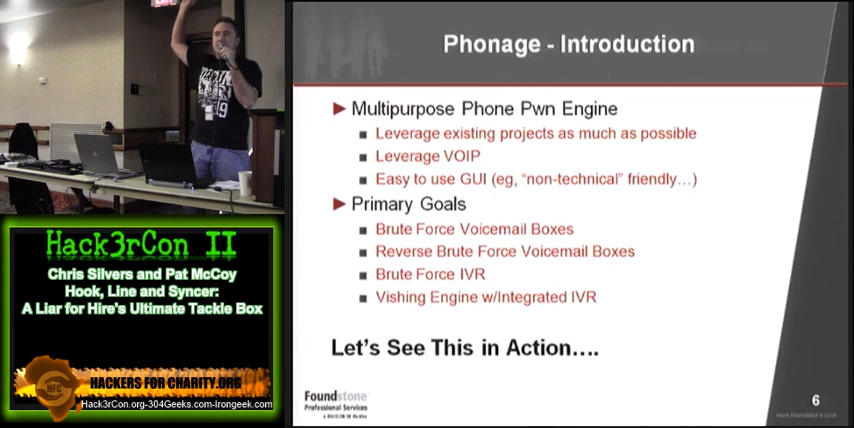 Phonage - Introduction
Multipurpose Phone Pwn Engine
Leverage existing projects as much as possible
Leverage VOIP
Easy to use GUI (eg, “non-technical” friendly…)
Primary Goals
Brute Force Voicemail Boxes
Reverse Brute Force Voicemail Boxes
Brute Force IVR
Vishing Engine w/Integrated IVR
Let’s See This in Action….
Foundstone
Professional Services
6
Hack3rCon II
Chris Silvers and Pat McCoy
Hook, Line and Syncer:
A Liar for Hire's Ultimate Tackle Box
HFC
HACKERS FOR CHARITY.ORG
Hack3rCon.org-304Geeks.com-Irongeek.com